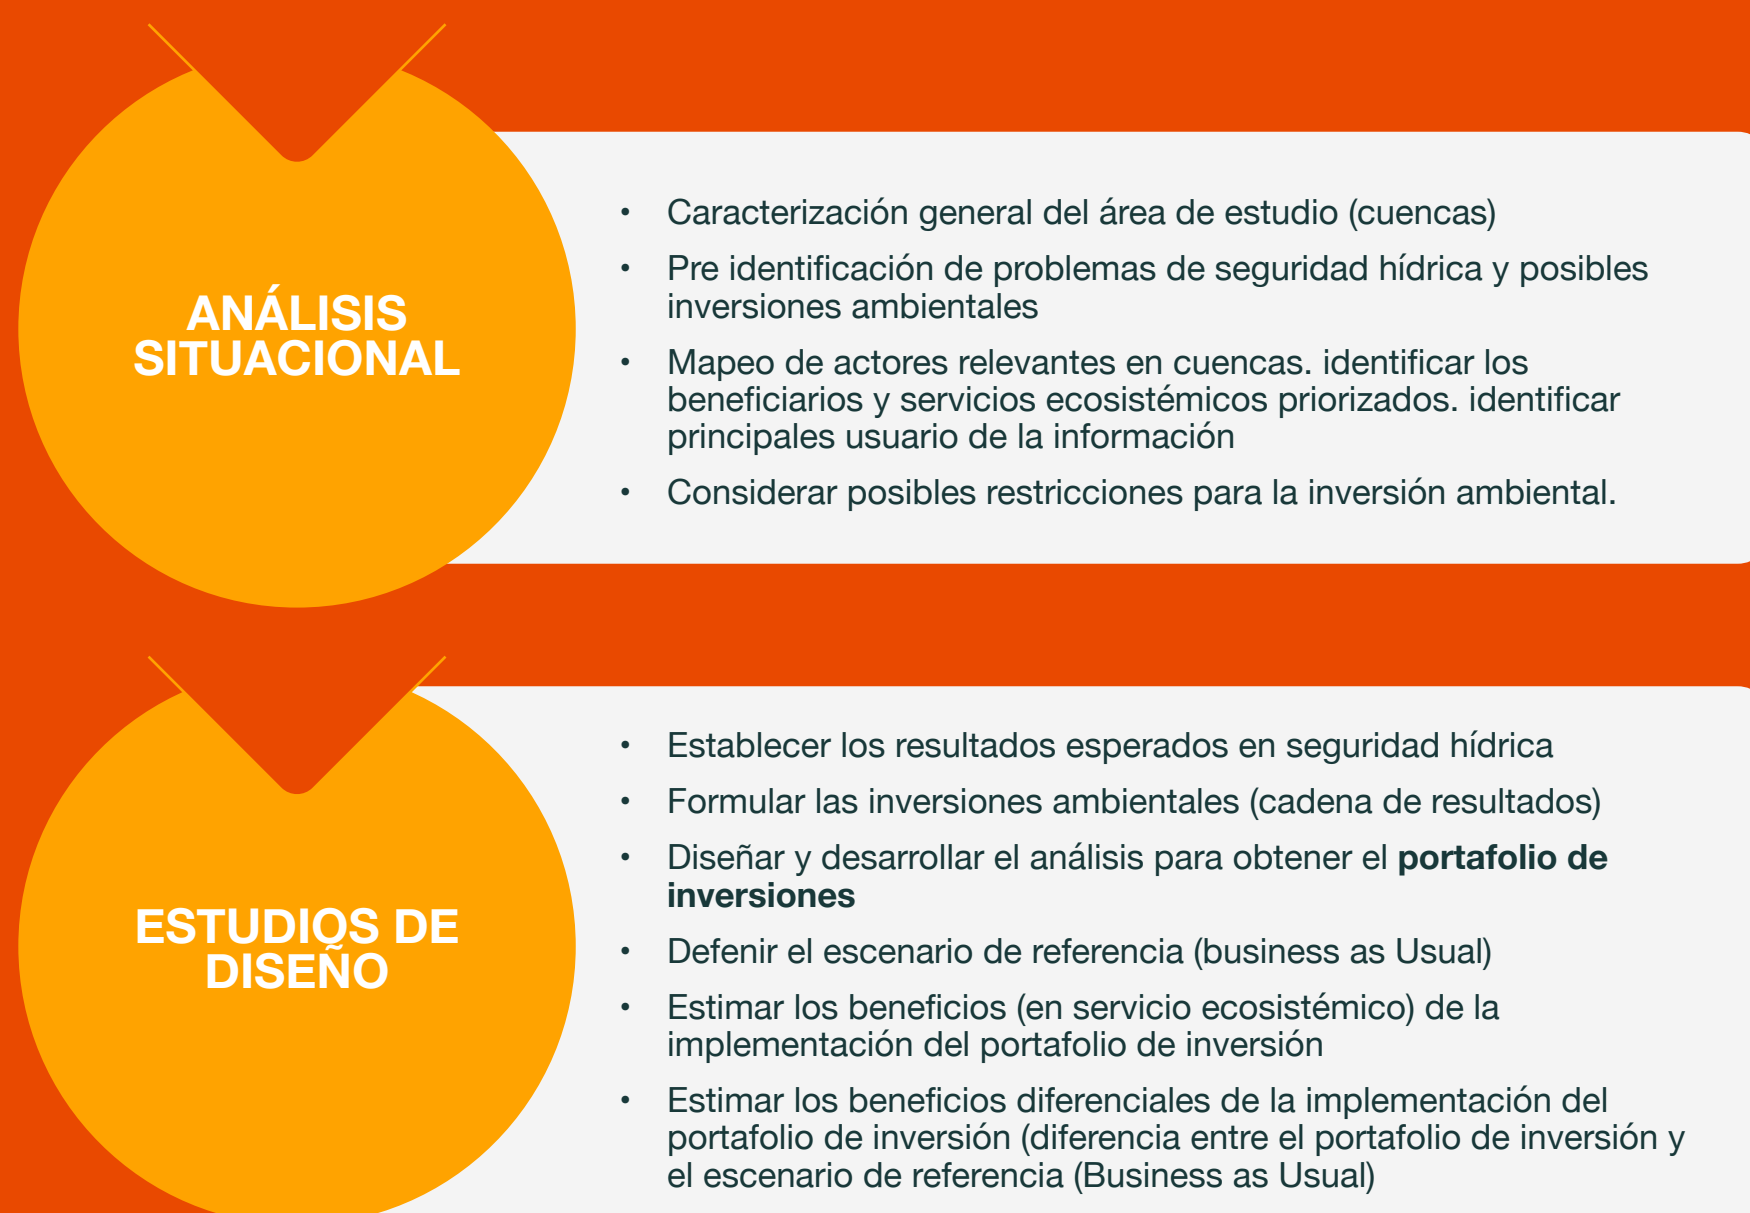 ANÁLISIS
SITUACIONAL
• Caracterización general del área de estudio (cuencas)
• Pre identificación de problemas de seguridad hídrica y posibles
inversiones ambientales
• Mapeo de actores relevantes en cuencas. identificar los
beneficiarios y servicios ecosistémicos priorizados. identificar
principales usuario de la información
• Considerar posibles restricciones para la inversión ambiental.
ESTUDIOS DE
DISEÑO
• Establecer los resultados esperados en seguridad hídrica
• Formular las inversiones ambientales (cadena de resultados)
• Diseñar y desarrollar el análisis para obtener el portafolio de
inversiones
• Defenir el escenario de referencia (business as Usual)
• Estimar los beneficios (en servicio ecosistémico) de la
implementación del portafolio de inversión
• Estimar los beneficios diferenciales de la implementación del
portafolio de inversión (diferencia entre el portafolio de inversión y
el escenario de referencia (Business as Usual)